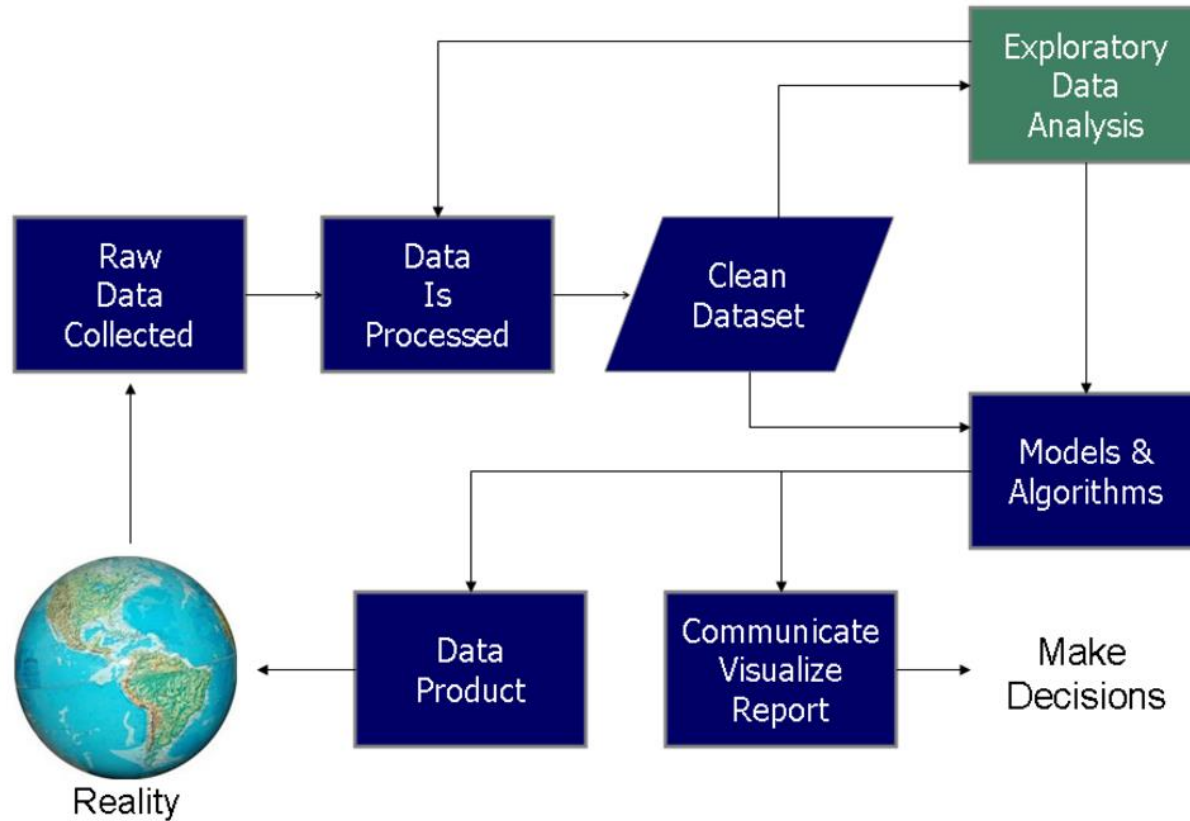 Exploratory
Data
Analysis
Raw
Data
Collected
Data
Is
Processed
Clean
Dataset
Models &
Algorithms
Data
Product
Communicate
Visualize
Report
Make
Decisions
Reality